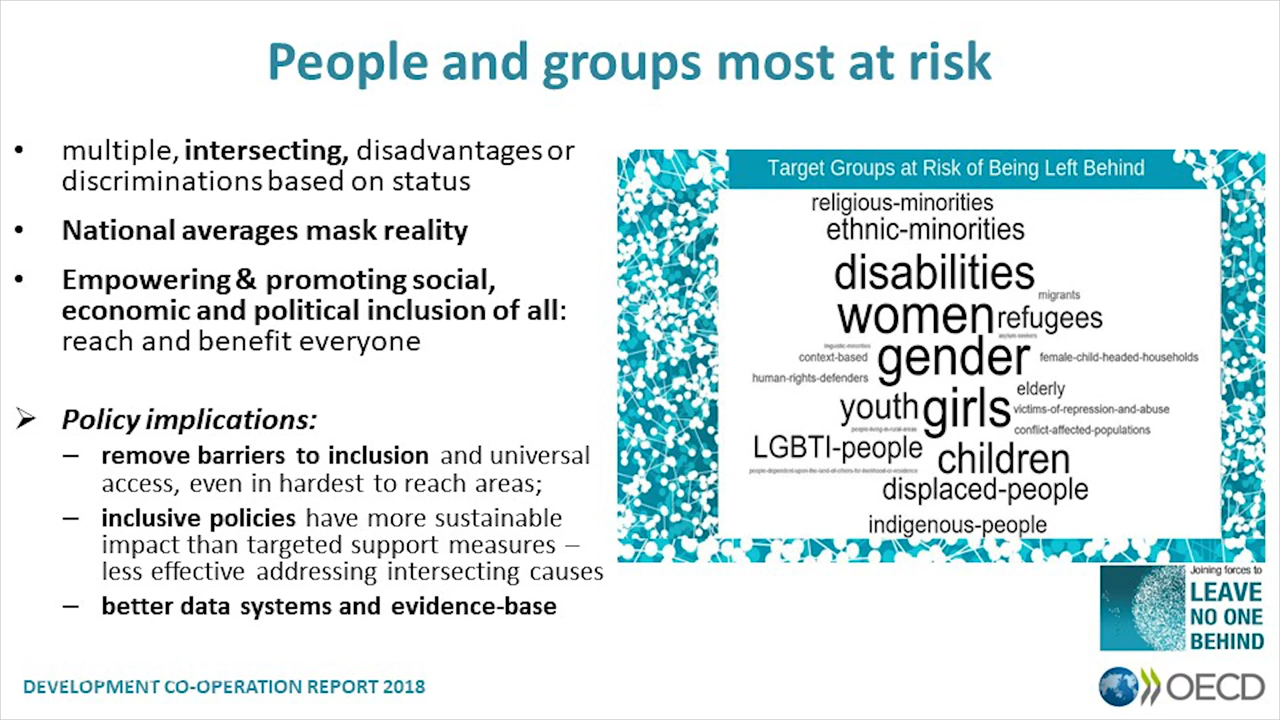 People and groups most at risk
• multiple, intersecting, disadvantages or
discriminations based on status
• National averages mask reality
• Empowering & promoting social,
economic and political inclusion of all:
reach and benefit everyone
➢ Policy implications:
– remove barriers to inclusion and universal
access, even in hardest to reach areas;
– inclusive policies have more sustainable
impact than targeted support measures –
less effective addressing intersecting causes
– better data systems and evidence-base
Target Groups at Risk of Being Left Behind
religious-minorities
ethnic-minorities
disabilities
migrants
women refugees
linguistic-minorities
context-based gender female-child-headed-households
human-rights-defenders
elderly
youth girls victims-of-repression-and-abuse
people-living-in-rural-areas
conflict-affected-populations
LGBTI-people children
people-dependent-upon-the-land-of-others-for-livelihood-or-residence
displaced-people
indigenous-people
Joining forces to
LEAVE
NO ONE
BEHIND
DEVELOPMENT CO-OPERATION REPORT 2018
OECD